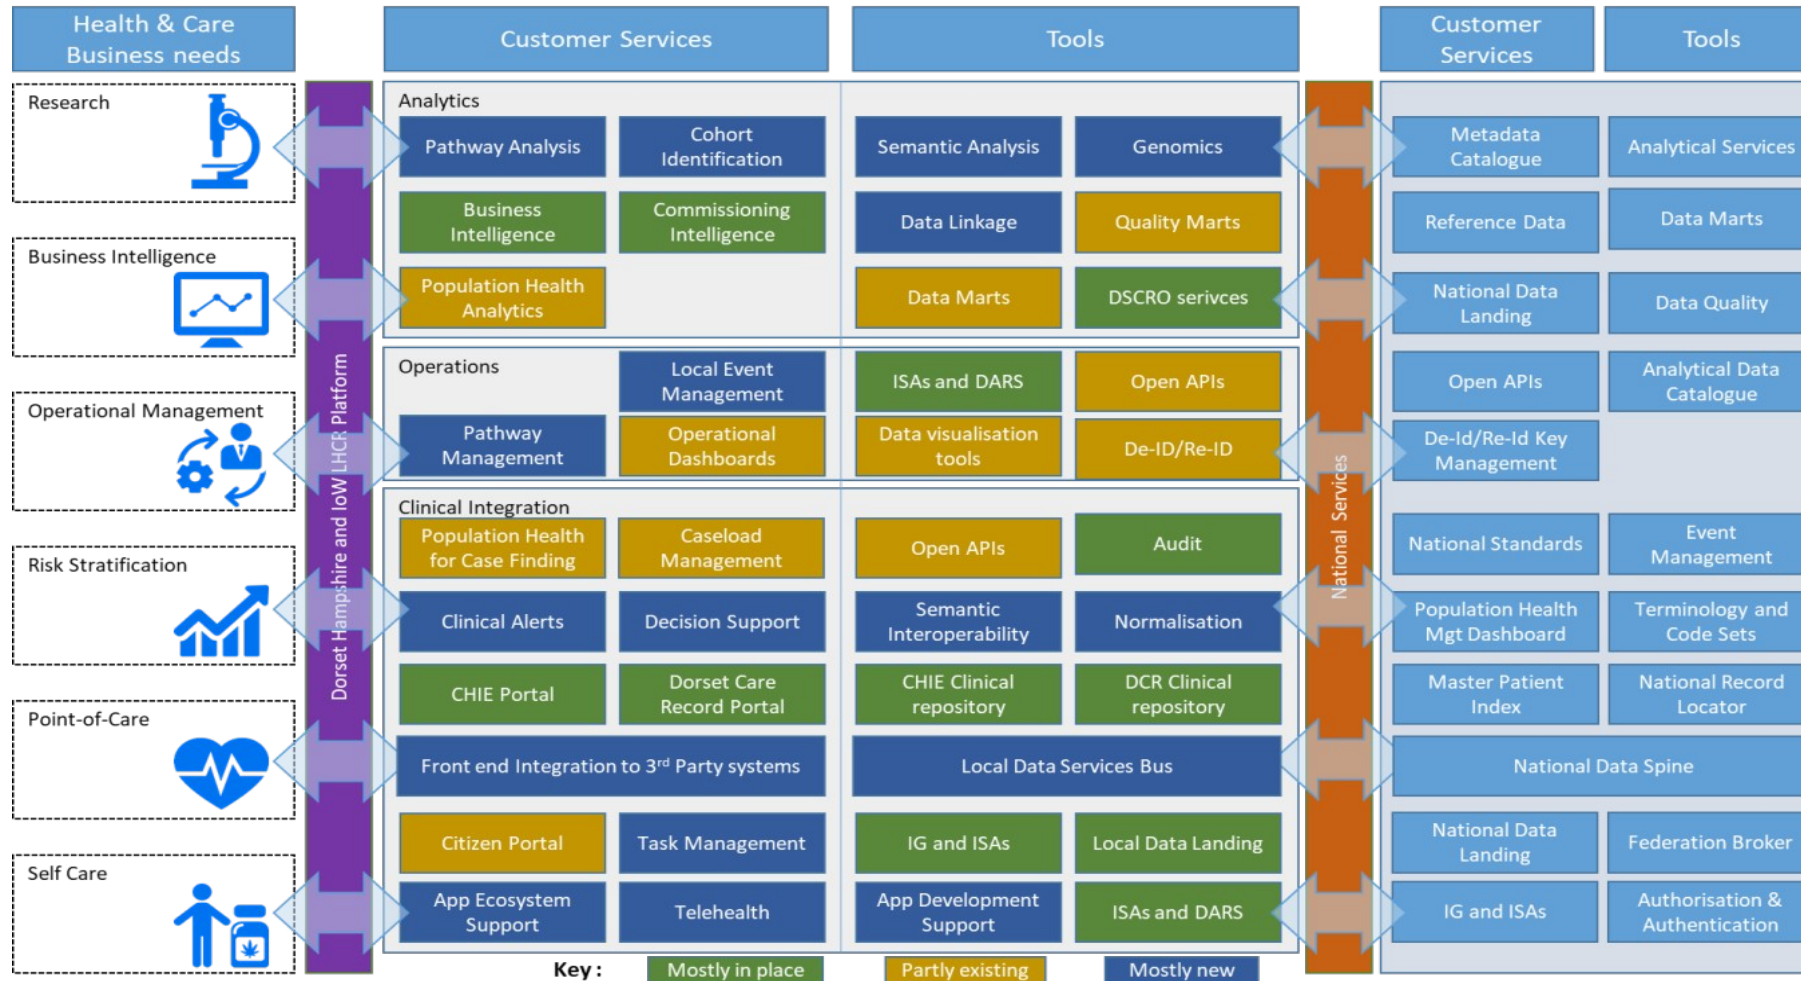 Health & Care
Business needs
Customer Services
Tools
Customer
Services
Tools
Research
Business Intelligence
Operational Management
Risk Stratification
Point-of-Care
Self Care
Dorset Hampshire and IoW LHCR Platform
Analytics
Pathway Analysis
Cohort
Identification
Semantic Analysis
Genomics
Business
Intelligence
Commissioning
Intelligence
Data Linkage
Quality Marts
Population Health
Analytics
Data Marts
DSCRO serivces
Operations
Local Event
Management
ISAs and DARS
Open APIs
Pathway
Management
Operational
Dashboards
Data visualisation
tools
De-ID/Re-ID
Clinical Integration
Population Health
for Case Finding
Caseload
Management
Open APIs
Audit
Clinical Alerts
Decision Support
Semantic
Interoperability
Normalisation
CHIE Portal
Dorset Care
Record Portal
CHIE Clinical
repository
DCR Clinical
repository
Front end Integration to 3rd Party systems
Local Data Services Bus
Citizen Portal
Task Management
IG and ISAs
Local Data Landing
App Ecosystem
Support
Telehealth
App Development
Support
ISAs and DARS
National Services
Metadata
Catalogue
Analytical Services
Reference Data
Data Marts
National Data
Landing
Data Quality
Open APIs
Analytical Data
Catalogue
De-Id/Re-Id Key
Management
National Standards
Event
Management
Population Health
Mgt Dashboard
Terminology and
Code Sets
Master Patient
Index
National Record
Locator
National Data Spine
National Data
Landing
Federation Broker
IG and ISAs
Authorisation &
Authentication
Key :
Mostly in place
Partly existing
Mostly new